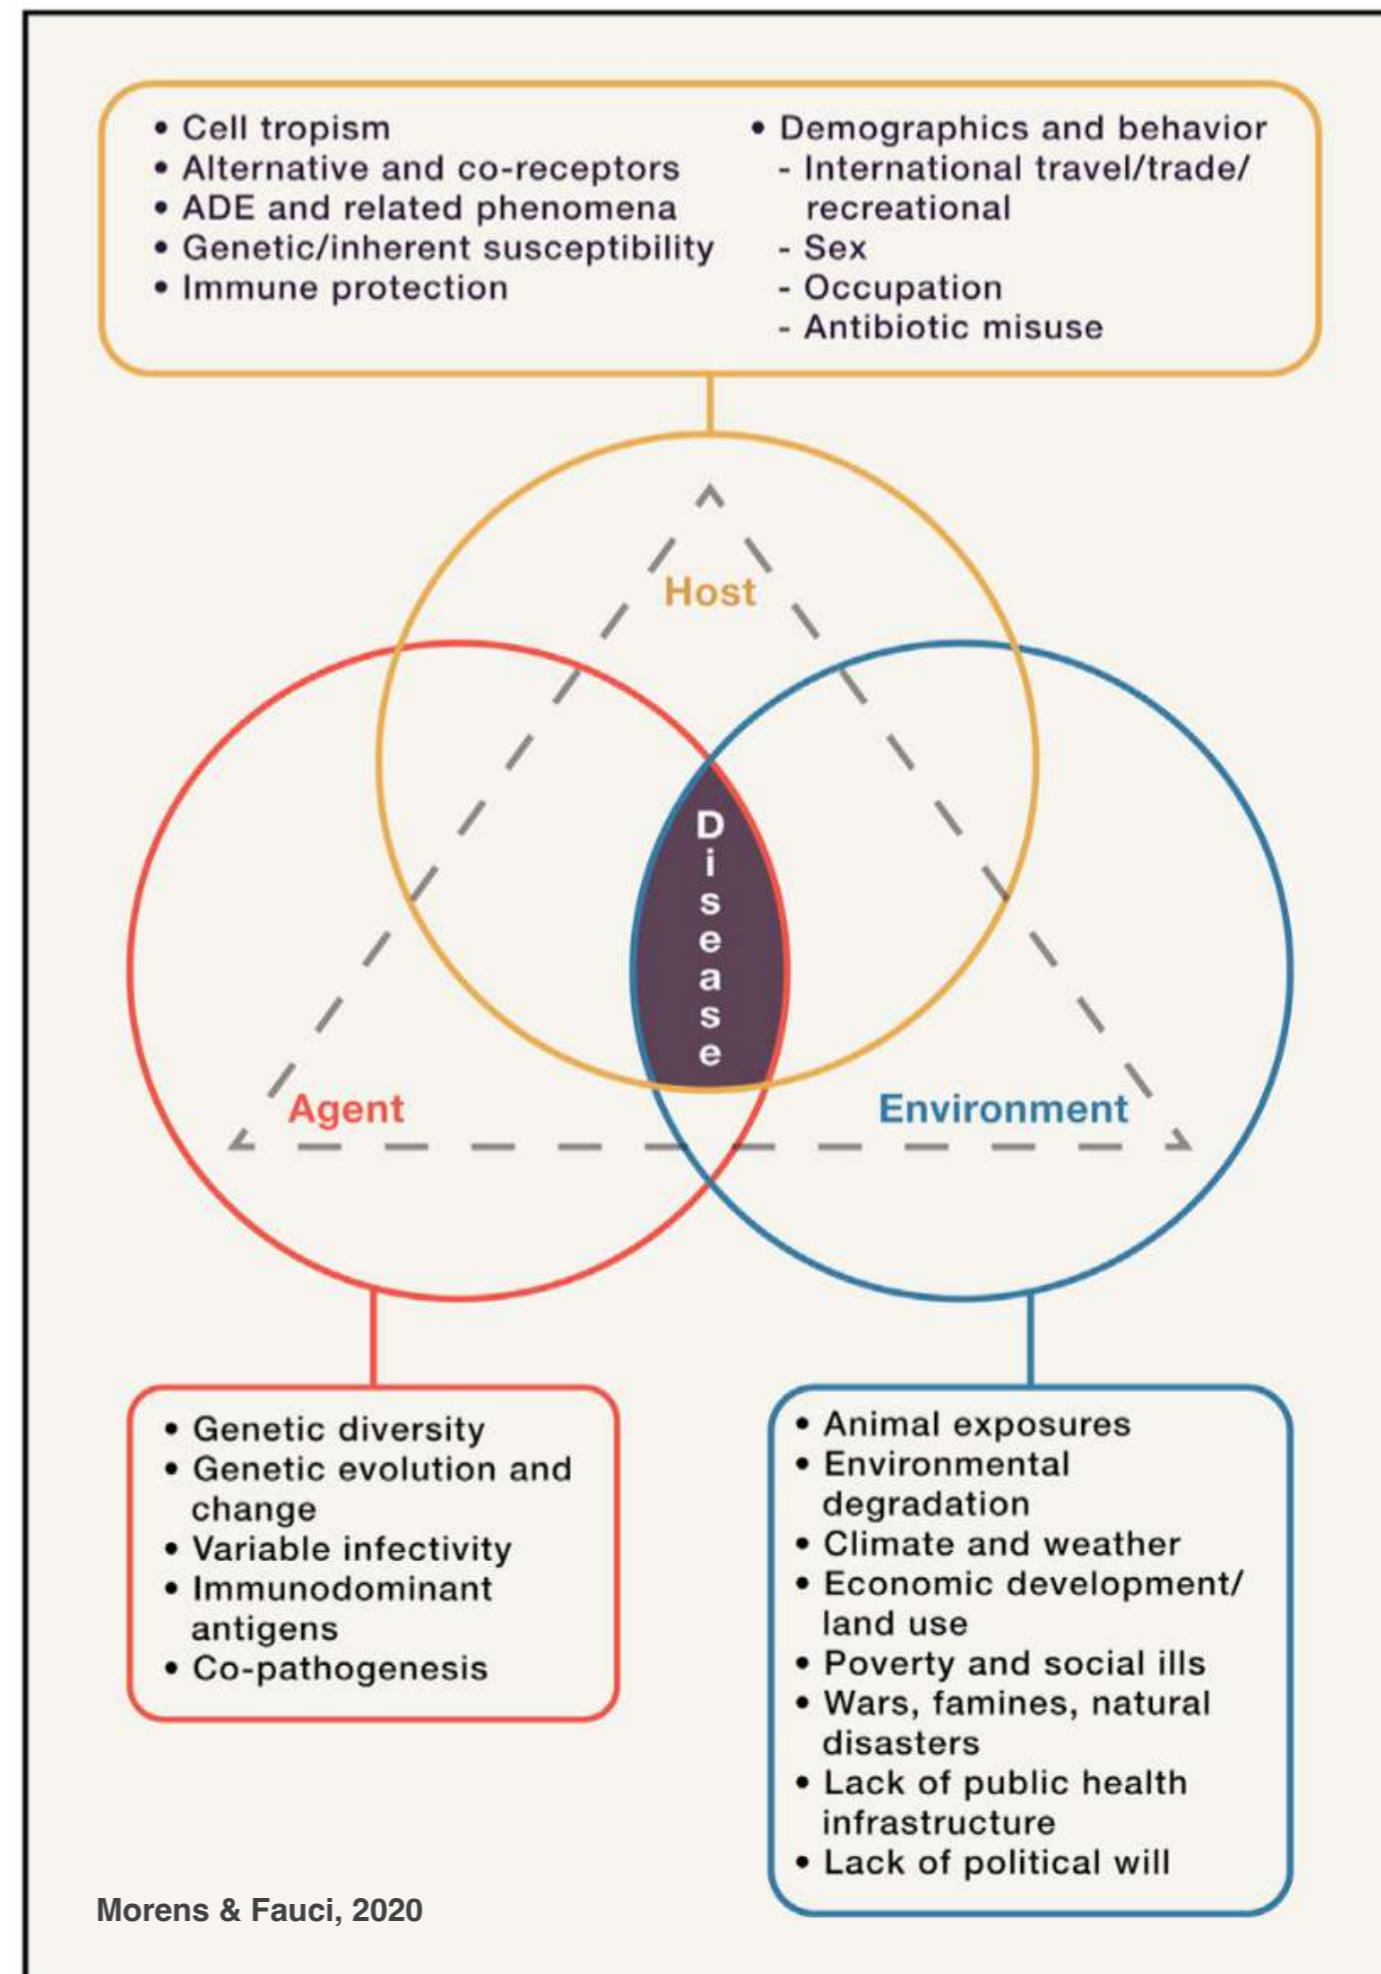 • Cell tropism
• Alternative and co-receptors
• ADE and related phenomena
• Genetic/inherent susceptibility
• Immune protection
• Demographics and behavior
- International travel/trade/
recreational
- Sex
- Occupation
- Antibiotic misuse
Host
Disease
Agent
Environment
• Genetic diversity
• Genetic evolution and
change
• Variable infectivity
• Immunodominant
antigens
• Co-pathogenesis
• Animal exposures
• Environmental
degradation
• Climate and weather
• Economic development/
land use
• Poverty and social ills
• Wars, famines, natural
disasters
• Lack of public health
infrastructure
• Lack of political will
Morens & Fauci, 2020